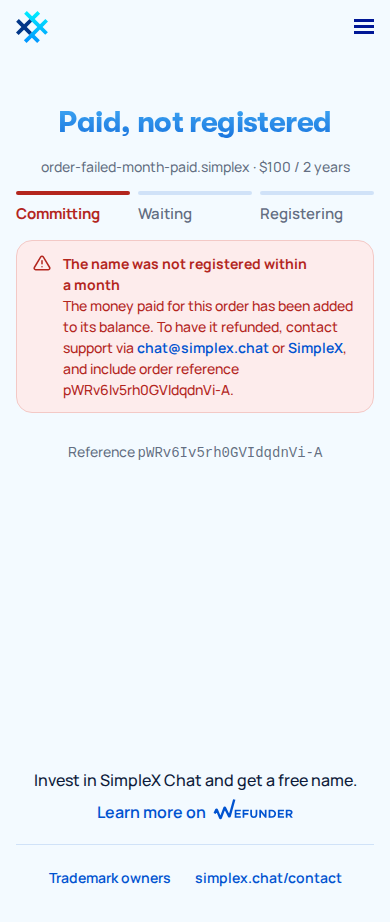 Paid, not registered
order-failed-month-paid.simplex · $100 / 2 years
Committing
Waiting
Registering
The name was not registered within
a month
The money paid for this order has been added
to its balance. To have it refunded, contact
support via chat@simplex.chat or SimpleX,
and include order reference
pWRv6Iv5rh0GVIdqdnVi-A.
Reference pWRv6Iv5rh0GVIdqdnVi-A
Invest in SimpleX Chat and get a free name.
Learn more on WEFUNDER
Trademark owners
simplex.chat/contact